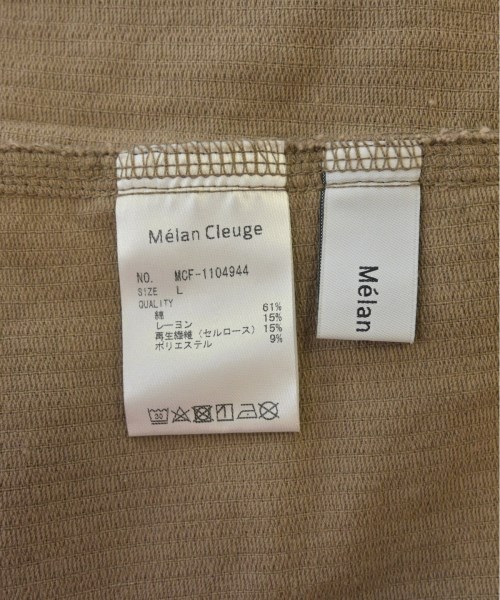 Mélan Cleuge
NO. MCF-1104944
SIZE L
QUALITY
綿 61%
レーヨン 15%
再生繊維(セルロース) 15%
ポリエステル 9%
30
Mélan